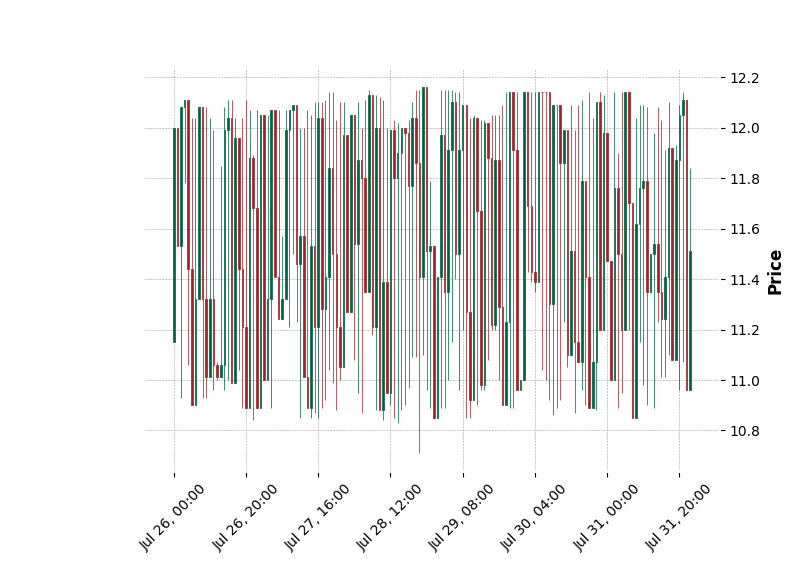 12.2
12.0
11.8
11.6
11.4
11.2
11.0
10.8
Price
Jul 26, 00:00
Jul 26, 20:00
Jul 27, 16:00
Jul 28, 12:00
Jul 29, 08:00
Jul 30, 04:00
Jul 31, 00:00
Jul 31, 20:00